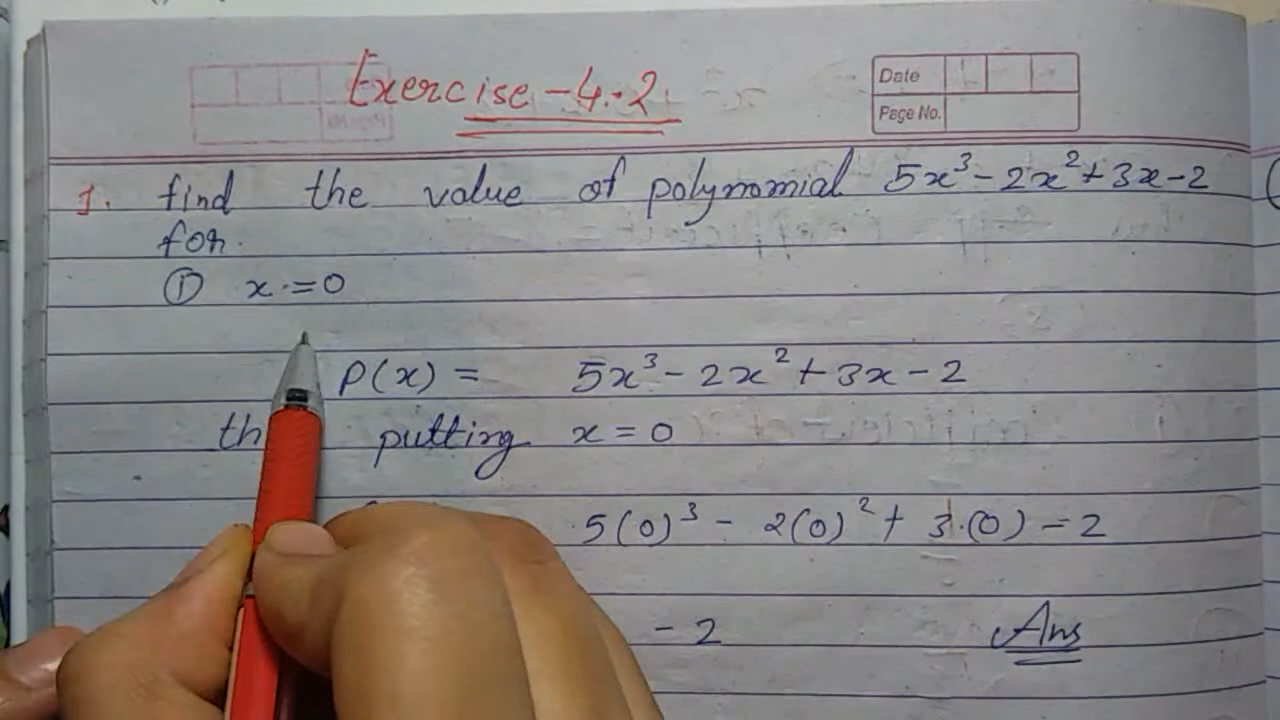 Exercise - 4.2
Date
Page No.
1. find the value of polynomial 5x³ - 2x² + 3x - 2
for
① x = 0
P(x) = 5x³ - 2x² + 3x - 2
putting x = 0
5(0)³ - 2(0)² + 3·(0) - 2
- 2 Ans